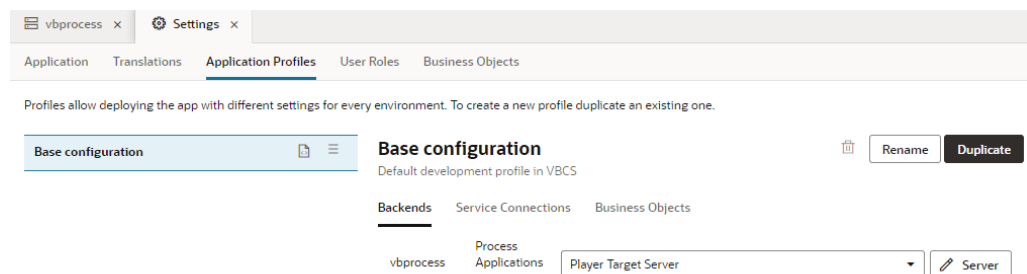 vbprocess × Settings ×
Application Translations Application Profiles User Roles Business Objects
Profiles allow deploying the app with different settings for every environment. To create a new profile duplicate an existing one.
Base configuration
Base configuration Rename Duplicate
Default development profile in VBCS
Backends Service Connections Business Objects
vbprocess Process Applications Player Target Server Server